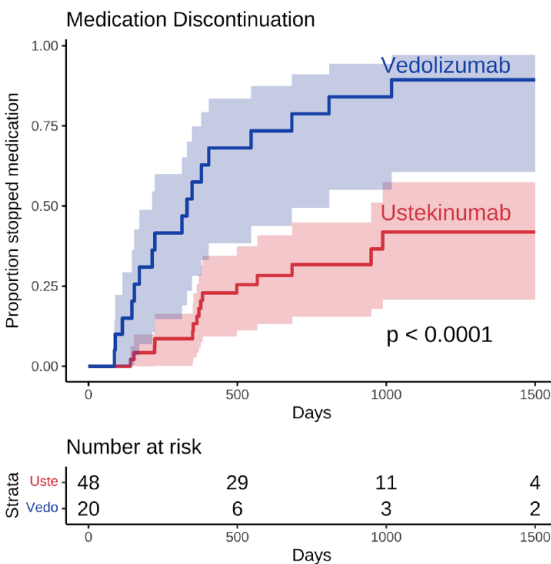 Medication Discontinuation
Proportion stopped medication
1.00
0.75
0.50
0.25
0.00
Vedolizumab
Ustekinumab
p < 0.0001
0 500 1000 1500
Days
Number at risk
Strata
Uste 48 29 11 4
Vedo 20 6 3 2
0 500 1000 1500
Days